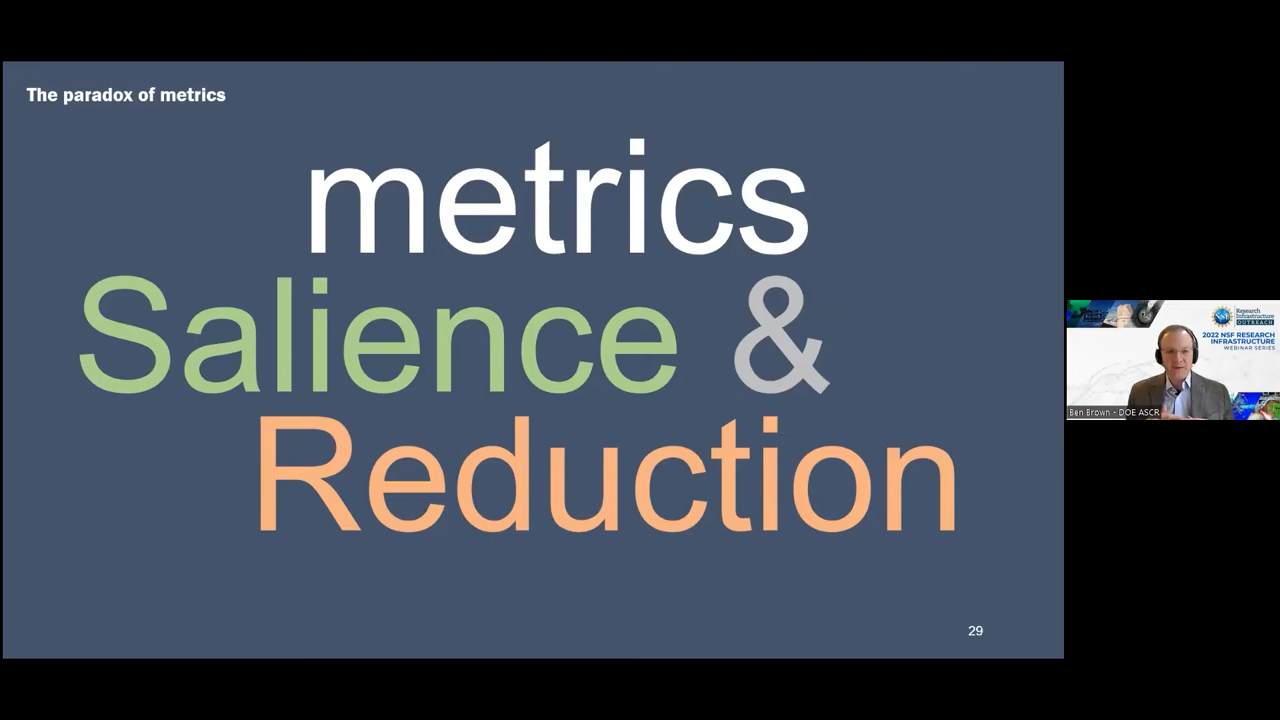 The paradox of metrics
metrics
Salience &
Reduction
29
Research
Infrastructure
OUTREACH
2022 NSF RESEARCH
INFRASTRUCTURE
WEBINAR SERIES
Ben Brown - DOE ASCR